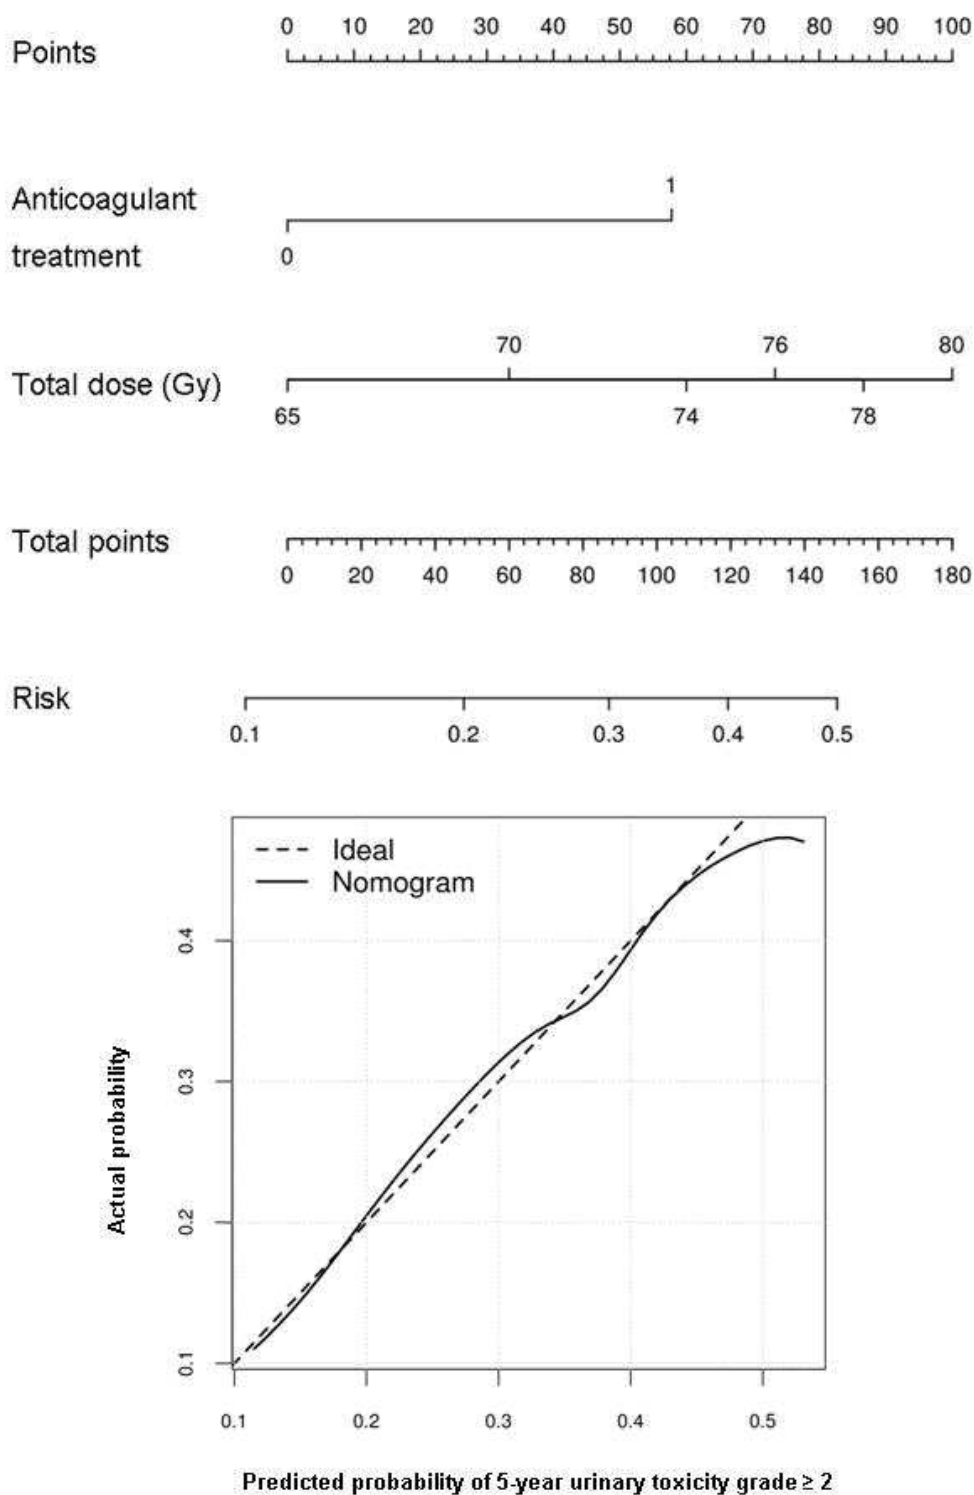 0 10 20 30 40 50 60 70 80 90 100
Points
1
Anticoagulant
treatment 0
70 76 80
Total dose (Gy)
65 74 78
Total points
0 20 40 60 80 100 120 140 160 180
Risk
0.1 0.2 0.3 0.4 0.5
Ideal
Nomogram
0.4
0.3
0.2
0.1
Actual probability
0.1 0.2 0.3 0.4 0.5
Predicted probability of 5-year urinary toxicity grade ≥ 2